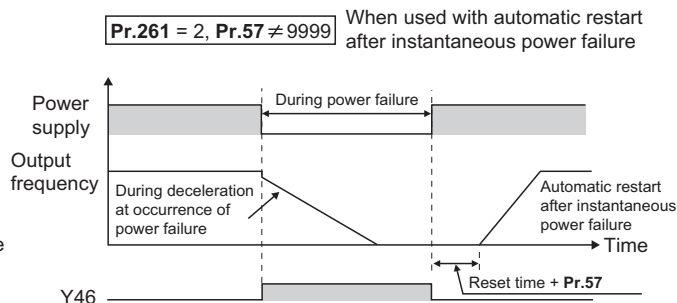 Pr.261 = 2, Pr.57 ≠ 9999
When used with automatic restart
after instantaneous power failure
Power
supply
During power failure
Output
frequency
During deceleration
at occurrence of
power failure
Automatic restart
after instantaneous
power failure
e
Time
Reset time + Pr.57
Y46